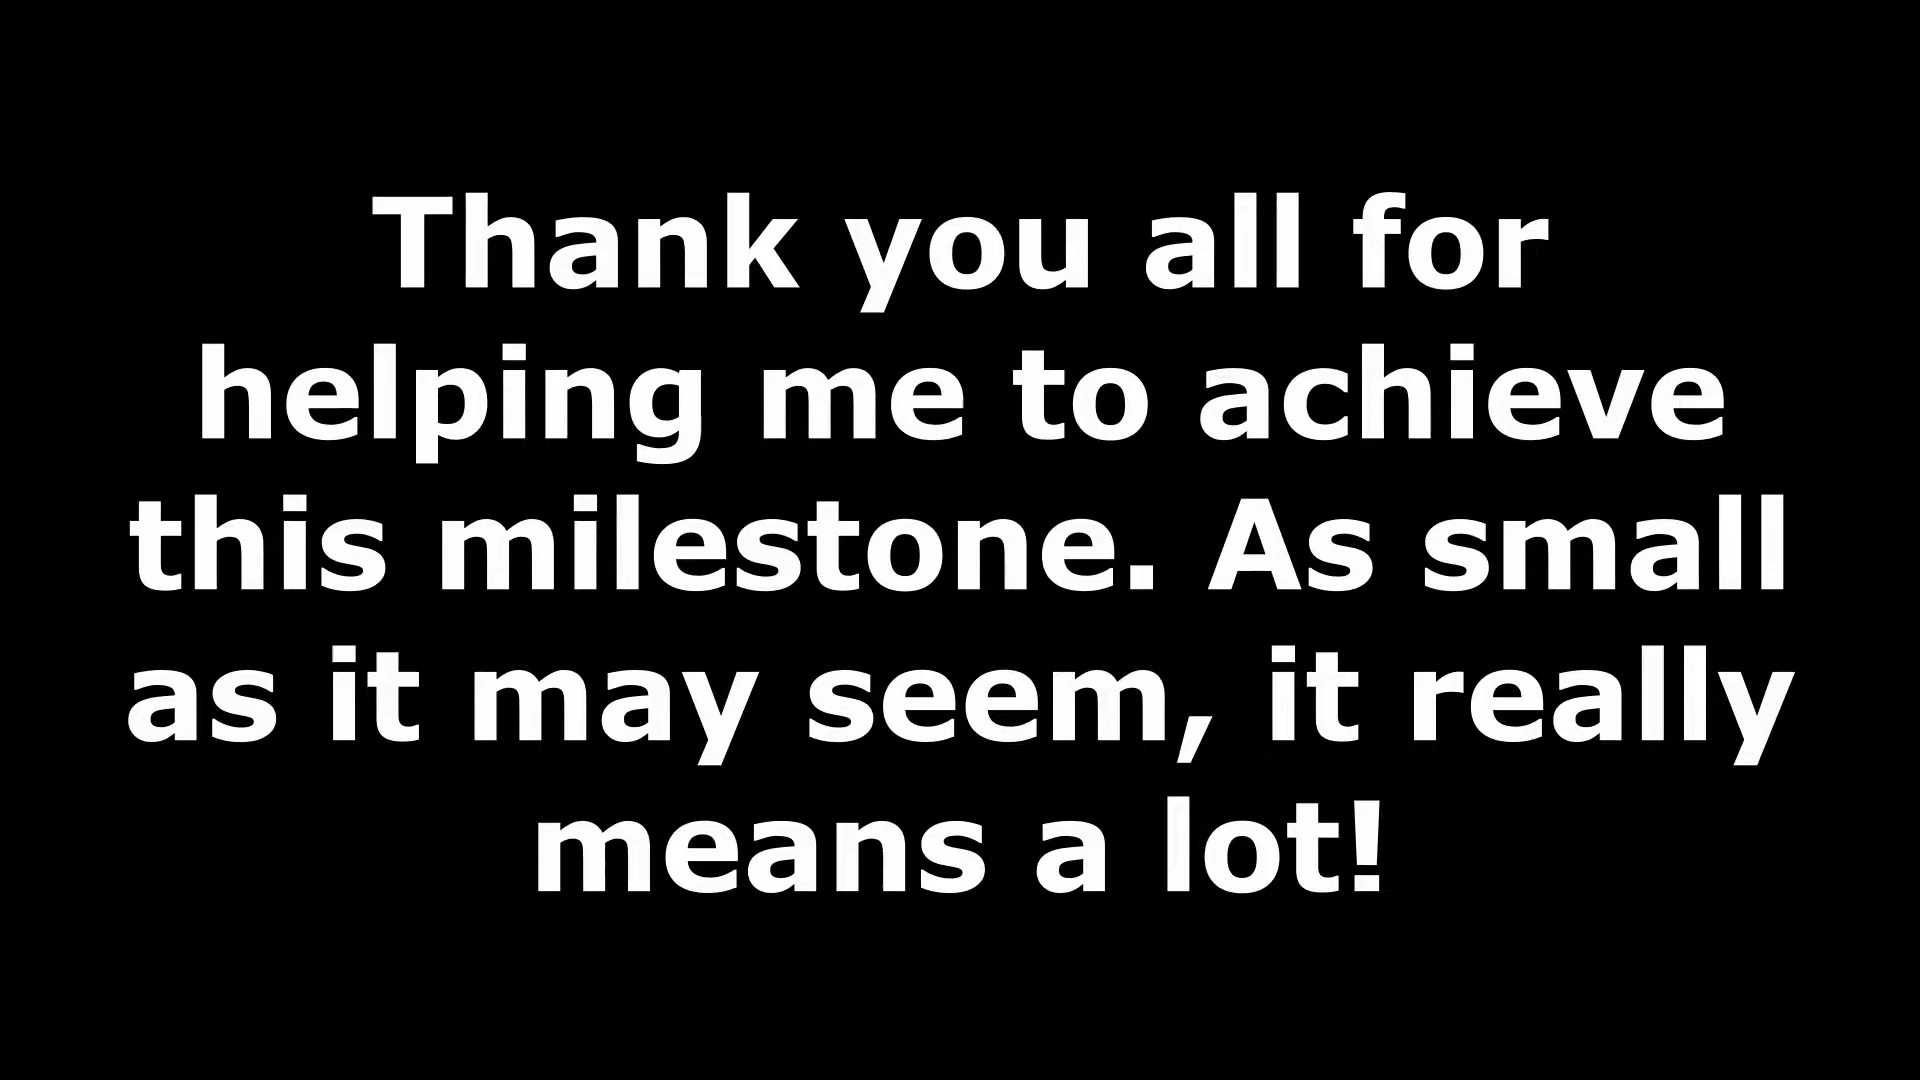 Thank you all for
helping me to achieve
this milestone. As small
as it may seem, it really
means a lot!